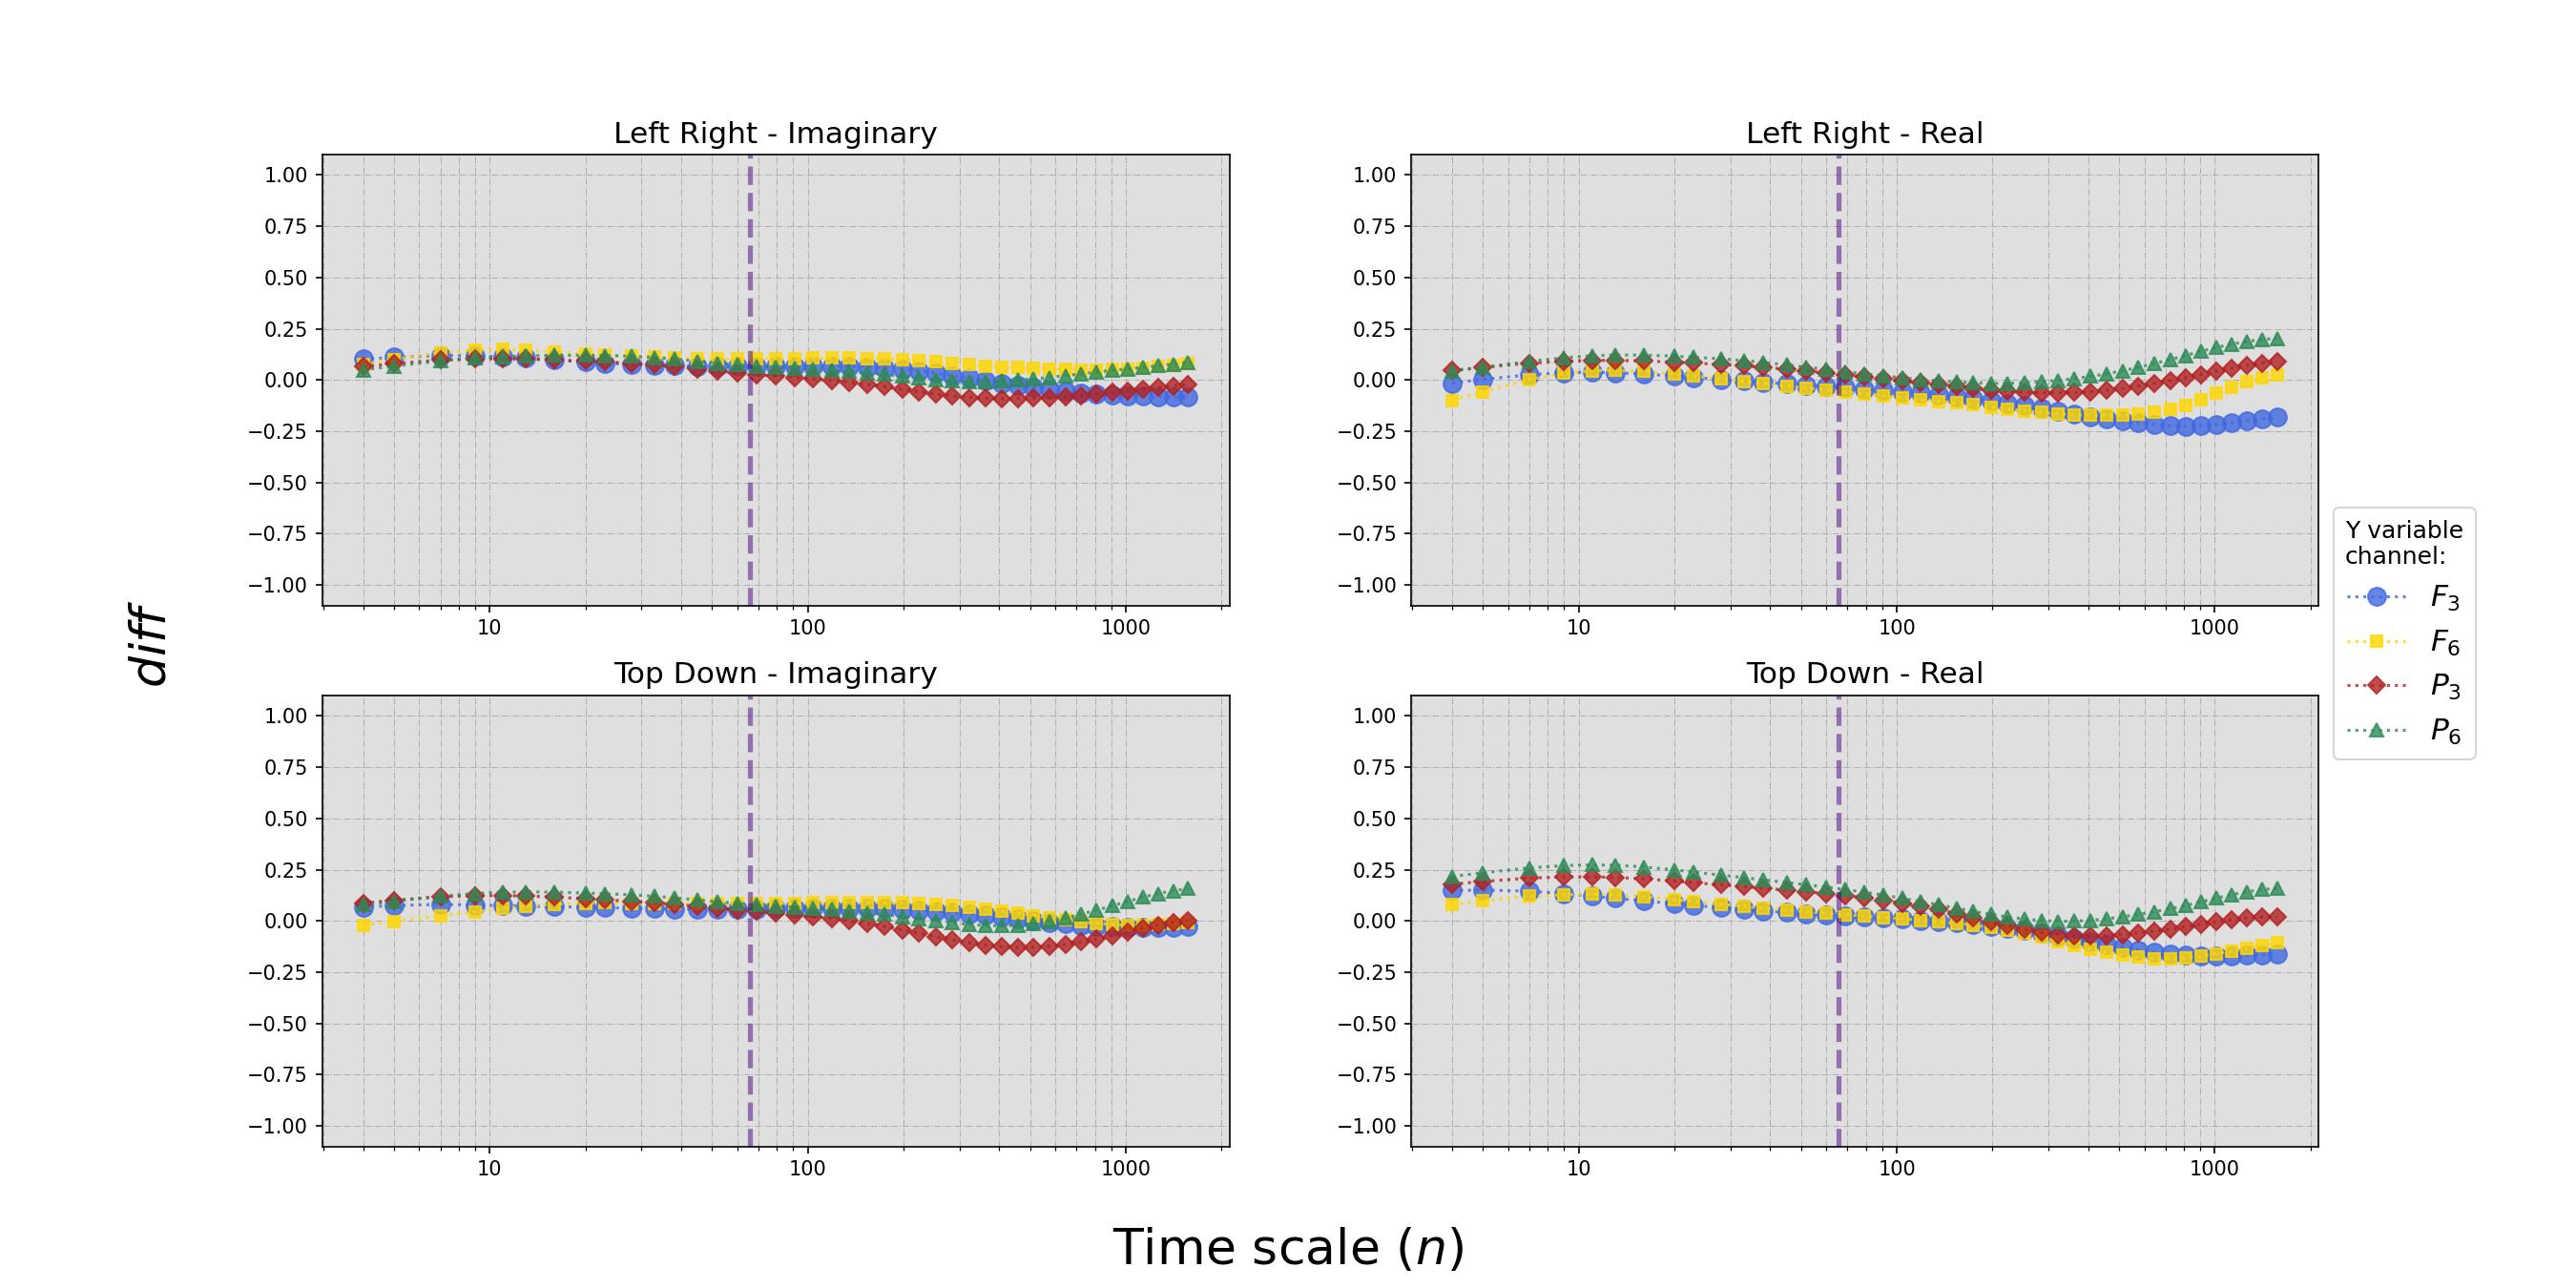 Left Right - Imaginary
1.00
0.75
0.50
0.25
0.00
−0.25
−0.50
−0.75
−1.00
10 100 1000
Left Right - Real
1.00
0.75
0.50
0.25
0.00
−0.25
−0.50
−0.75
−1.00
10 100 1000
Top Down - Imaginary
1.00
0.75
0.50
0.25
0.00
−0.25
−0.50
−0.75
−1.00
10 100 1000
Top Down - Real
1.00
0.75
0.50
0.25
0.00
−0.25
−0.50
−0.75
−1.00
10 100 1000
diff
Time scale (n)
Y variable
channel:
F3
F6
P3
P6